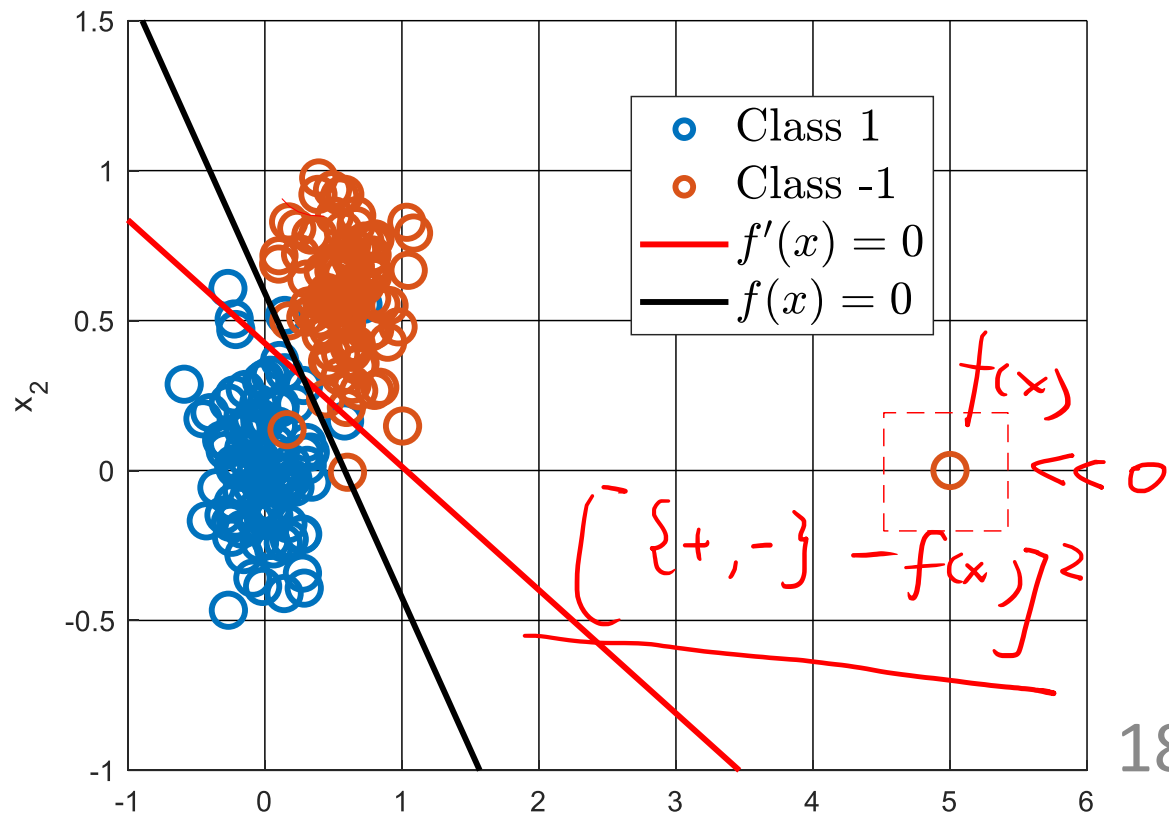 1.5
1
0.5
0
-0.5
-1
x₂
-1 0 1 2 3 4 5 6
Class 1
Class -1
f′(x) = 0
f(x) = 0
f(x)
<< 0
[{+, -} - f(x)]²
18